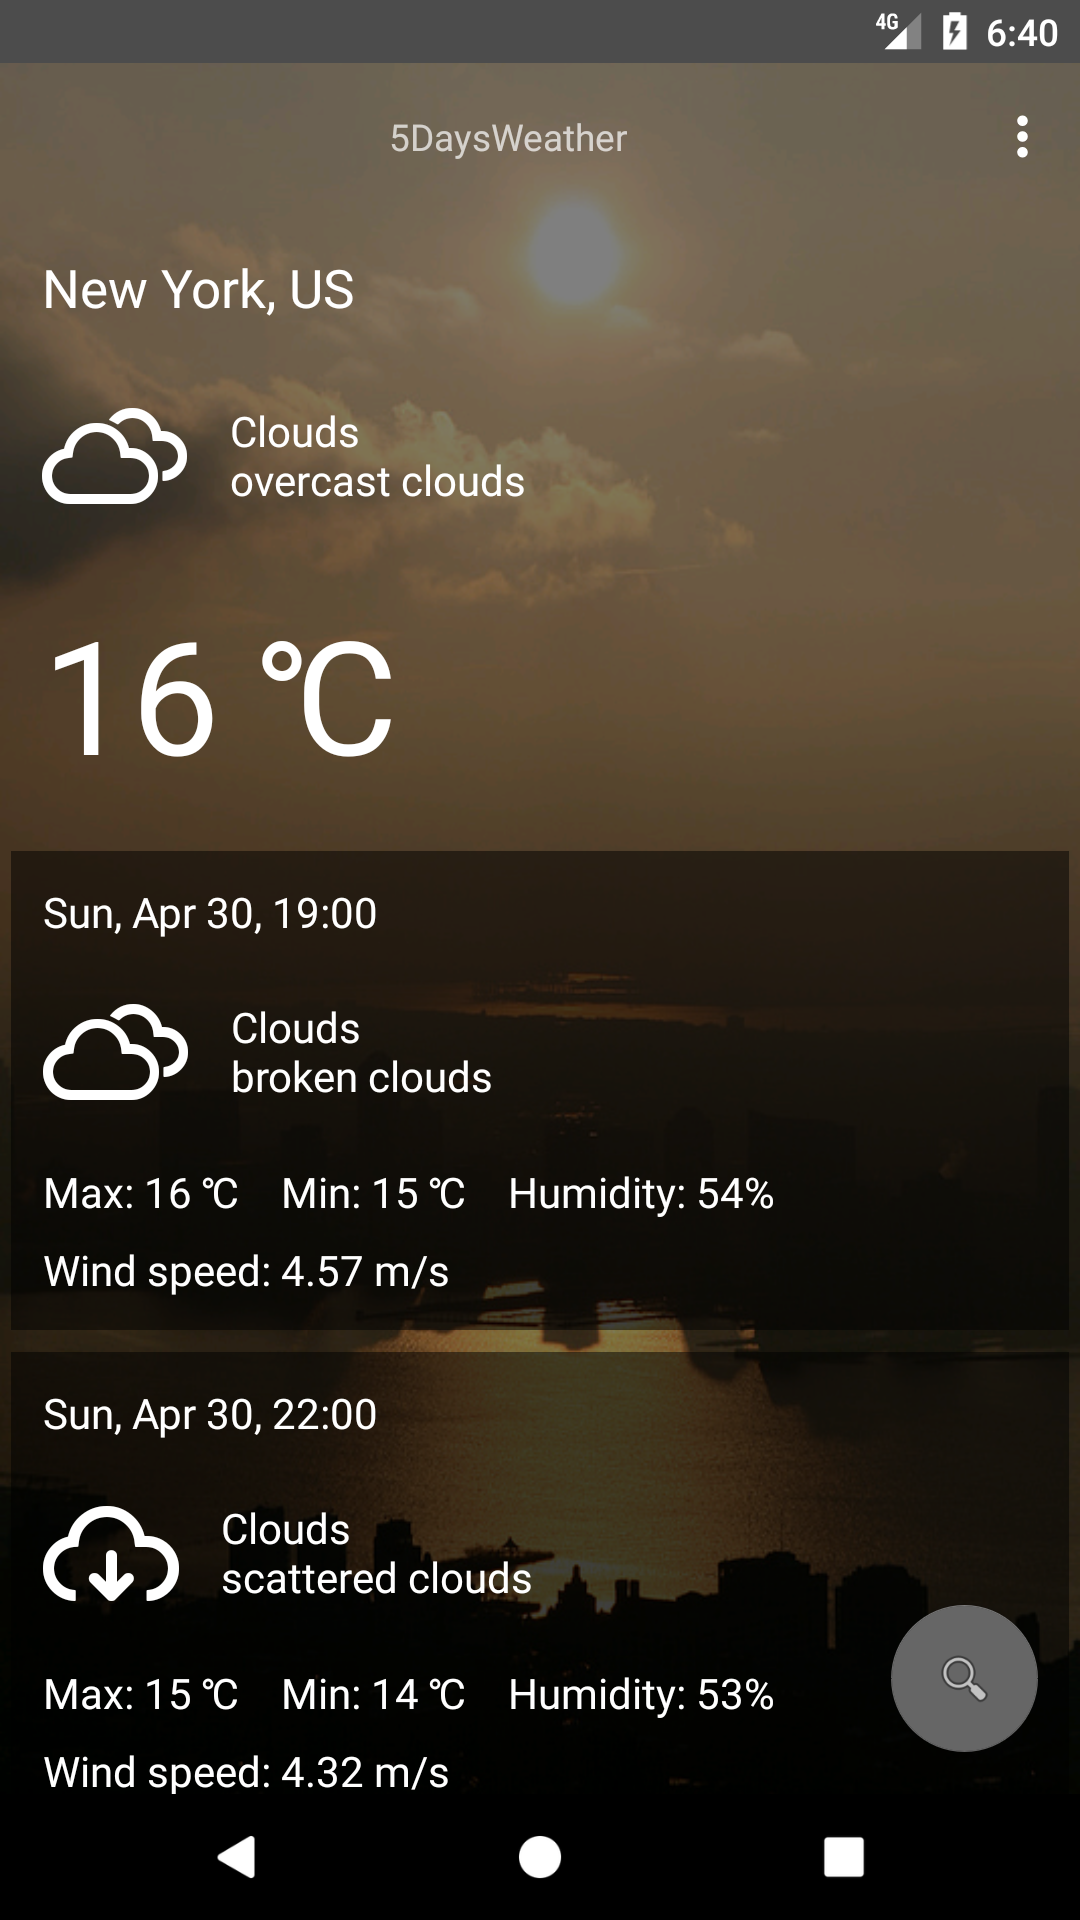 4G 6:40
5DaysWeather
New York, US
Clouds
overcast clouds
16 ℃
Sun, Apr 30, 19:00
Clouds
broken clouds
Max: 16 ℃ Min: 15 ℃ Humidity: 54%
Wind speed: 4.57 m/s
Sun, Apr 30, 22:00
Clouds
scattered clouds
Max: 15 ℃ Min: 14 ℃ Humidity: 53%
Wind speed: 4.32 m/s